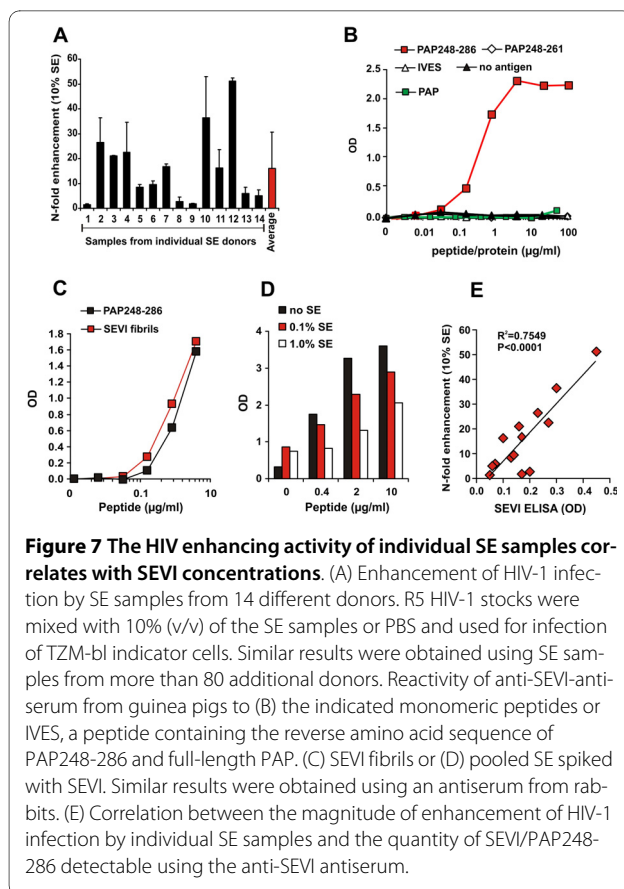 A
N-fold enhancement (10% SE)
60
50
40
30
20
10
0
1 2 3 4 5 6 7 8 9 10 11 12 13 14
Samples from individual SE donors
Average
B
PAP248-286 PAP248-261
IVES no antigen
PAP
OD
2.5
2.0
1.5
1.0
0.5
0.0
0 0.01 0.1 1 10 100
peptide/protein (µg/ml)
C
PAP248-286
SEVI fibrils
OD
1.8
1.6
1.4
1.2
1.0
0.8
0.6
0.4
0.2
0.0
0.1 10
Peptide (µg/ml)
D
no SE
0.1% SE
1.0% SE
OD
4
3
2
1
0
0 0.4 2 10
Peptide (µg/ml)
E
R²=0.7549
P<0.0001
N-fold enhancement (10% SE)
60
50
40
30
20
10
0
0.0 0.1 0.2 0.3 0.4 0.5
SEVI ELISA (OD)
Figure 7 The HIV enhancing activity of individual SE samples cor-
relates with SEVI concentrations. (A) Enhancement of HIV-1 infec-
tion by SE samples from 14 different donors. R5 HIV-1 stocks were
mixed with 10% (v/v) of the SE samples or PBS and used for infection
of TZM-bl indicator cells. Similar results were obtained using SE sam-
ples from more than 80 additional donors. Reactivity of anti-SEVI-anti-
serum from guinea pigs to (B) the indicated monomeric peptides or
IVES, a peptide containing the reverse amino acid sequence of
PAP248-286 and full-length PAP. (C) SEVI fibrils or (D) pooled SE spiked
with SEVI. Similar results were obtained using an antiserum from rab-
bits. (E) Correlation between the magnitude of enhancement of HIV-1
infection by individual SE samples and the quantity of SEVI/PAP248-
286 detectable using the anti-SEVI antiserum.